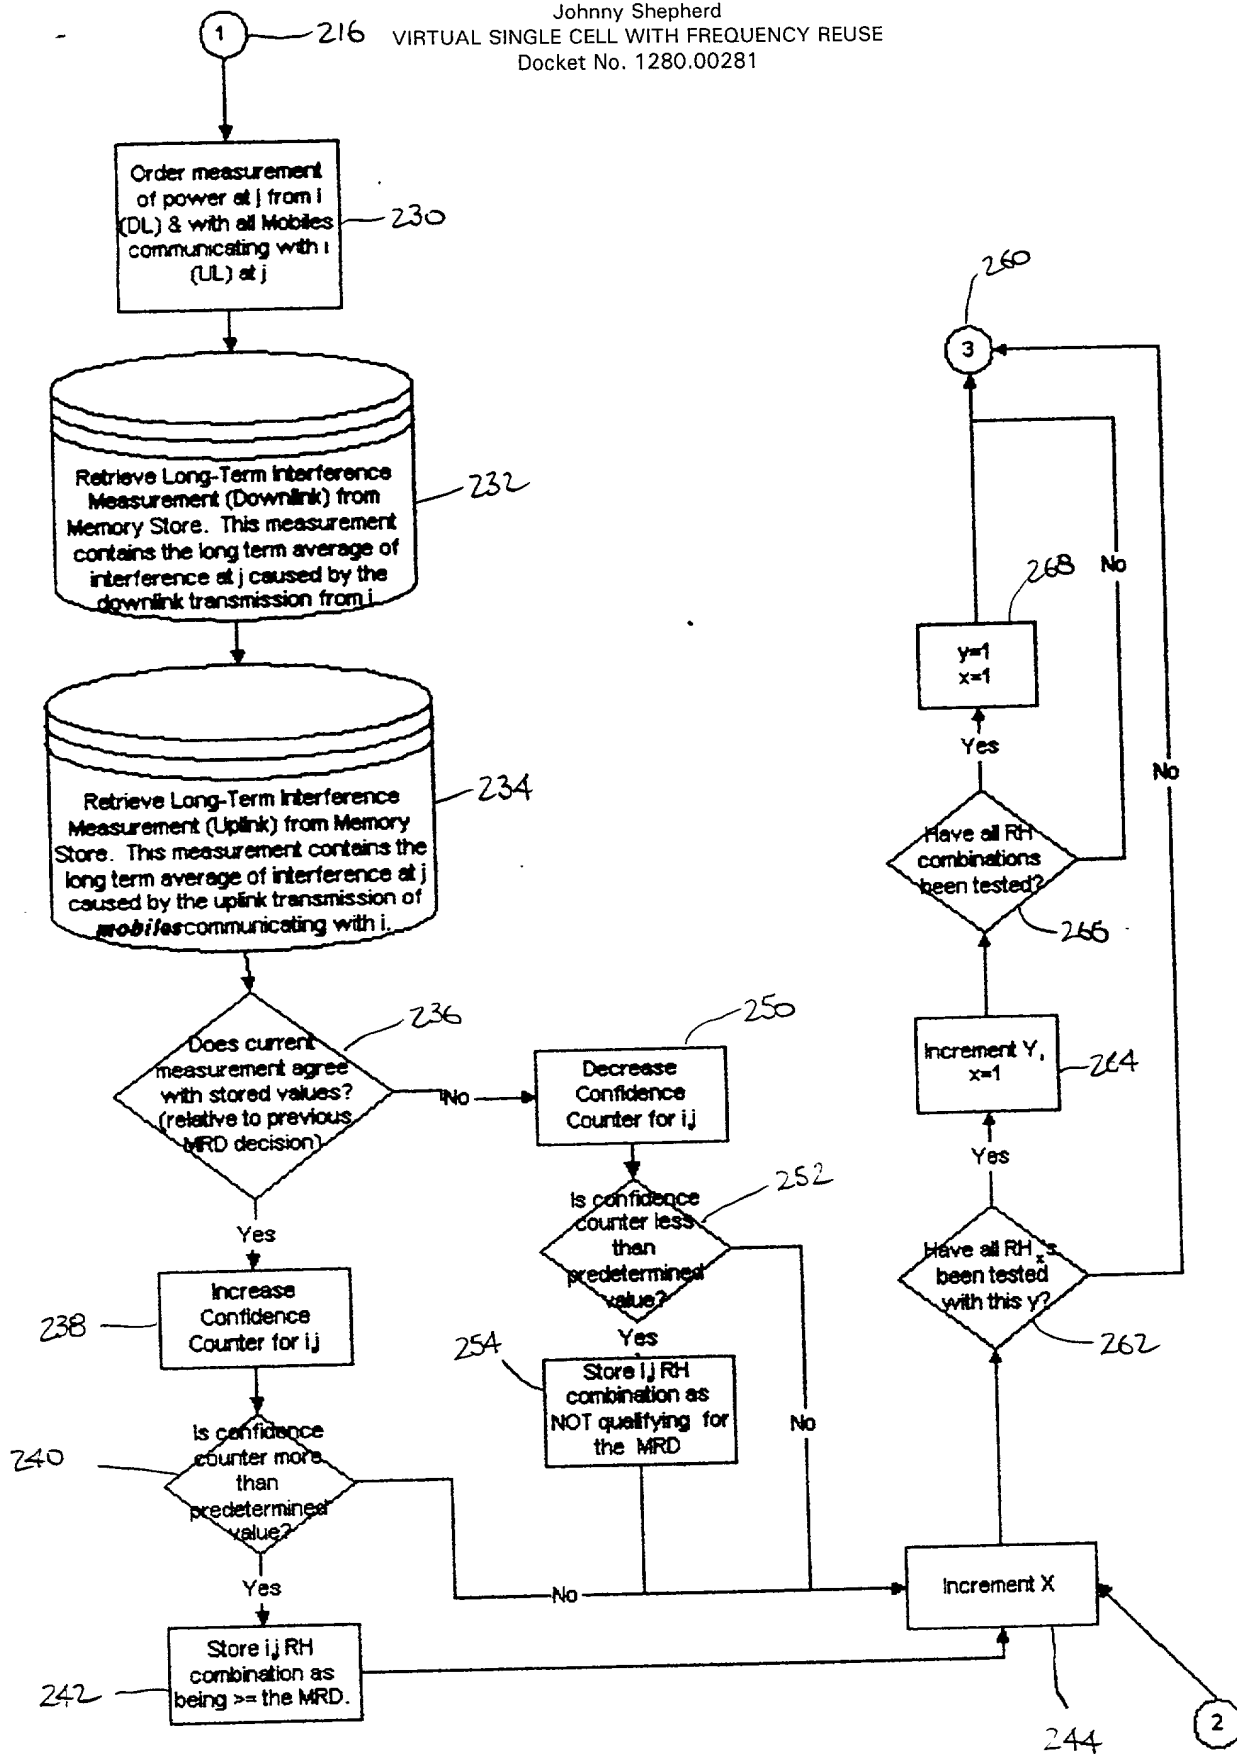 Johnny Shepherd
VIRTUAL SINGLE CELL WITH FREQUENCY REUSE
Docket No. 1280.00281
1
216
Order measurement
of power at j from i
(DL) & with all Mobiles
communicating with i
(UL) at j
230
Retrieve Long-Term Interference
Measurement (Downlink) from
Memory Store. This measurement
contains the long term average of
interference at j caused by the
downlink transmission from i.
232
Retrieve Long-Term Interference
Measurement (Uplink) from Memory
Store. This measurement contains the
long term average of interference at j
caused by the uplink transmission of
mobiles communicating with i.
234
Does current
measurement agree
with stored values?
(relative to previous
MRD decision)
236
No
Yes
Increase
Confidence
Counter for i,j
238
Is confidence
counter more
than
predetermined
value?
240
No
Yes
Store i,j RH
combination as
being >= the MRD.
242
Decrease
Confidence
Counter for i,j
250
Is confidence
counter less
than
predetermined
value?
252
Yes
No
Store i,j RH
combination as
NOT qualifying for
the MRD
254
Increment X
244
2
Have all RHx's
been tested
with this y?
262
Yes
No
Increment Y,
x=1
264
Have all RH
combinations
been tested?
266
Yes
No
y=1
x=1
268
3
260